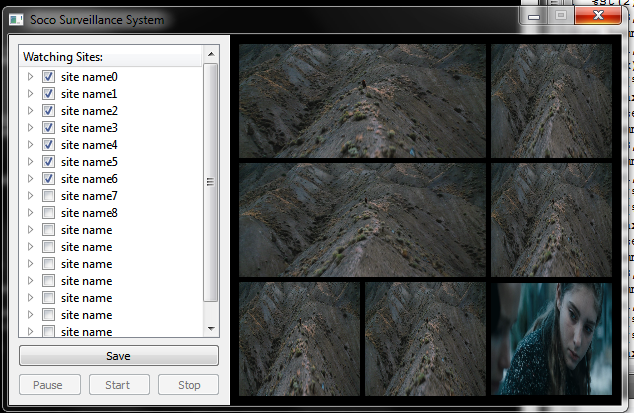 Soco Surveillance System
Watching Sites:
site name0
site name1
site name2
site name3
site name4
site name5
site name6
site name7
site name8
site name
site name
site name
site name
site name
site name
site name
Save
Pause Start Stop